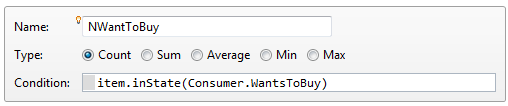 Name: NWantToBuy
Type: Count Sum Average Min Max
Condition: item.inState(Consumer.WantsToBuy)